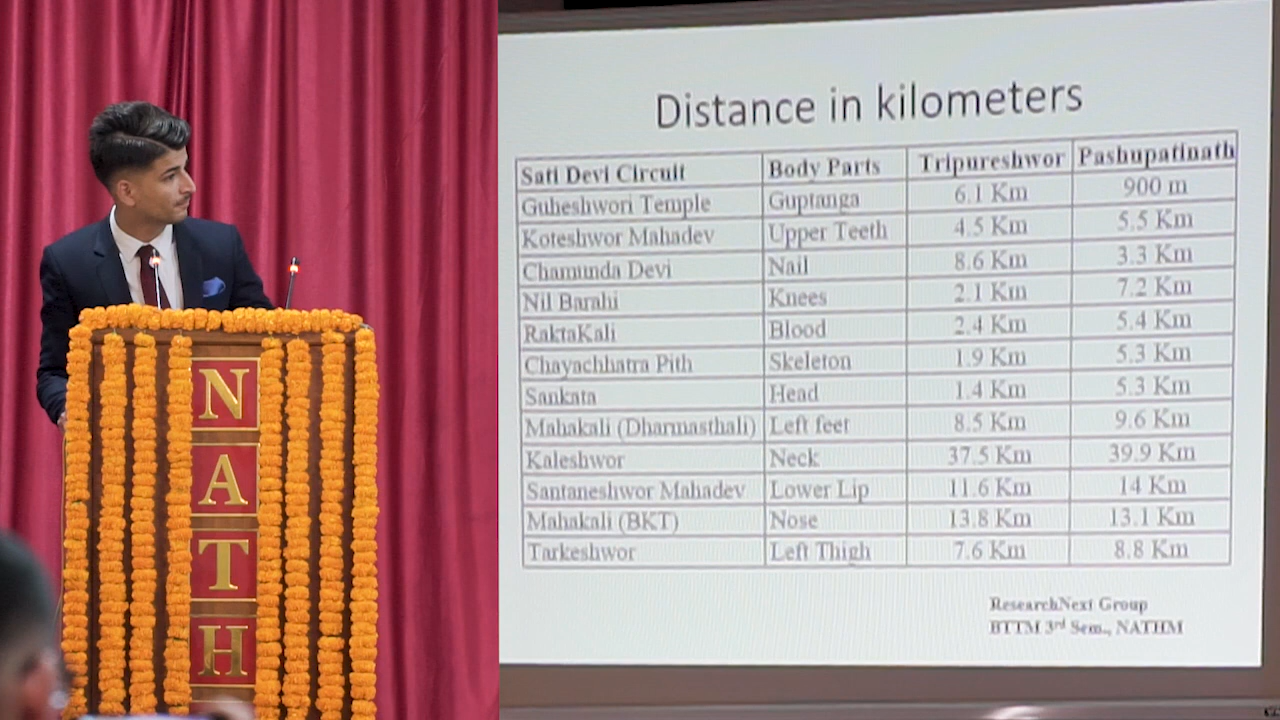 N
A
T
H
Distance in kilometers
Sati Devi Circuit Body Parts Tripureshwor Pashupatinath
Guheshwori Temple Guptanga 6.1 Km 900 m
Koteshwor Mahadev Upper Teeth 4.5 Km 5.5 Km
Chamunda Devi Nail 8.6 Km 3.3 Km
Nil Barahi Knees 2.1 Km 7.2 Km
RaktaKali Blood 2.4 Km 5.4 Km
Chayachhatra Pith Skeleton 1.9 Km 5.3 Km
Sankata Head 1.4 Km 5.3 Km
Mahakali (Dharmasthali) Left feet 8.5 Km 9.6 Km
Kaleshwor Neck 37.5 Km 39.9 Km
Santaneshwor Mahadev Lower Lip 11.6 Km 14 Km
Mahakali (BKT) Nose 13.8 Km 13.1 Km
Tarkeshwor Left Thigh 7.6 Km 8.8 Km
ResearchNext Group
BTTM 3rd Sem., NATHM